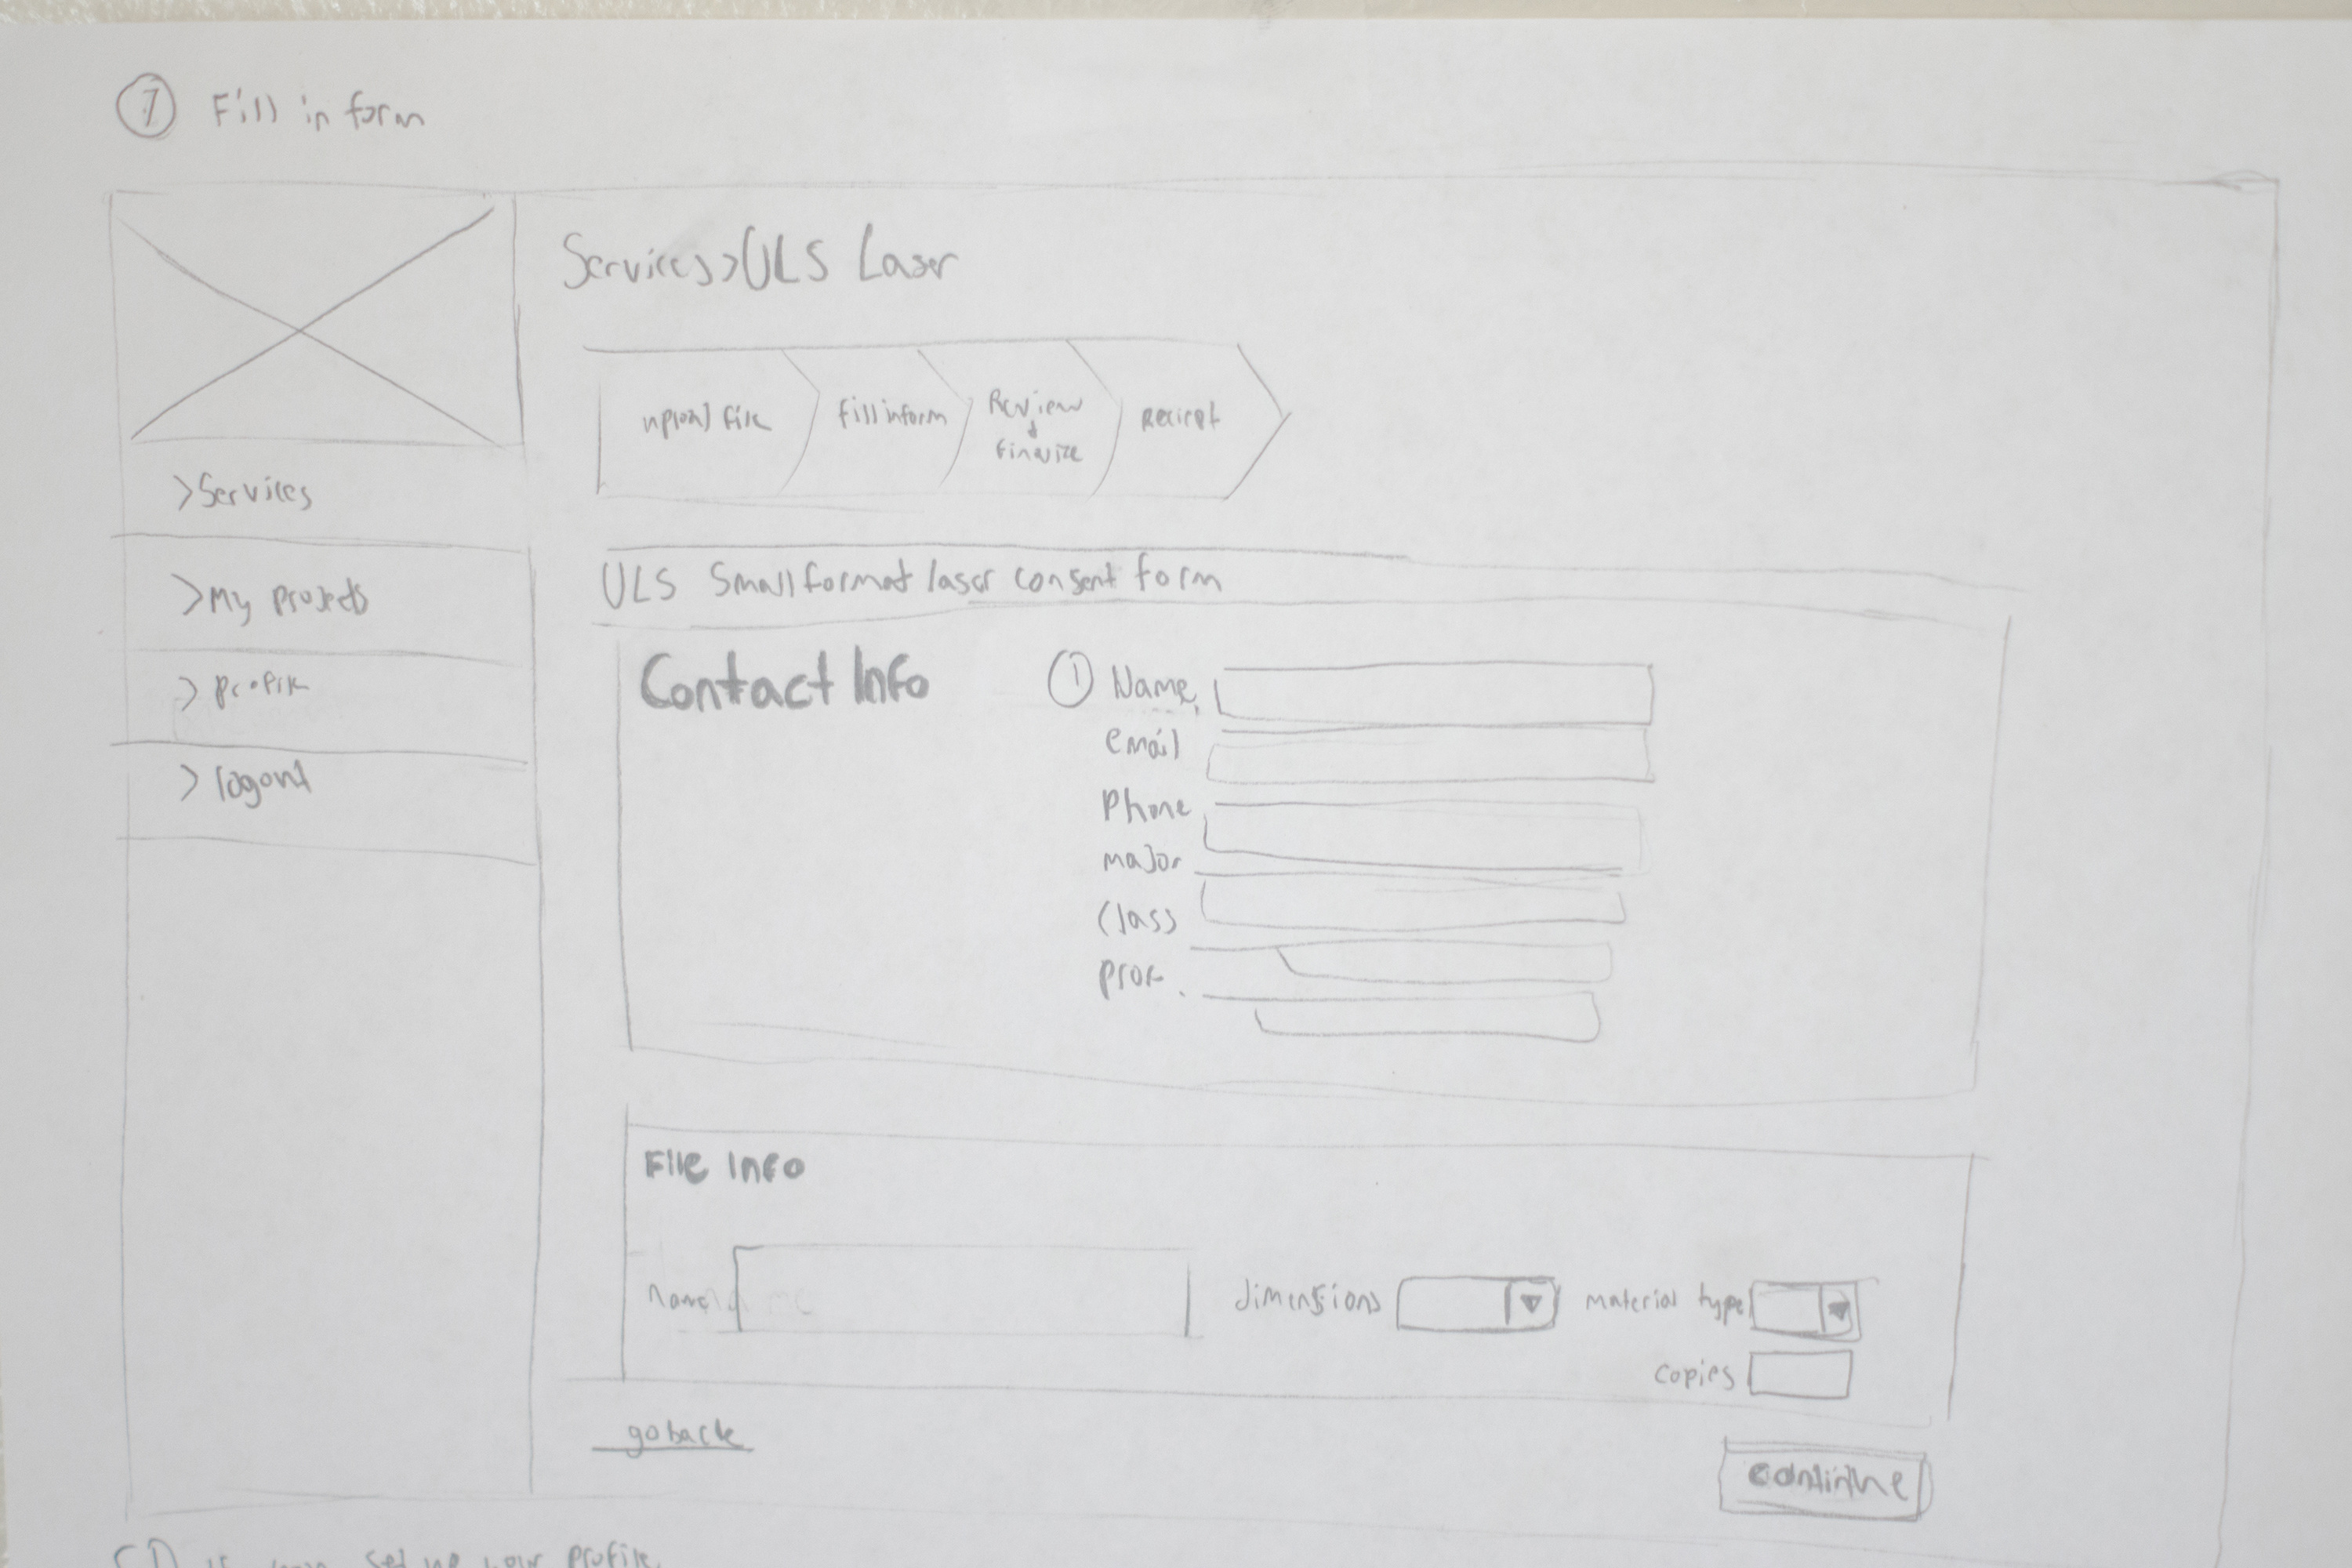 7 Fill in form
Services > ULS Laser
upload file
fill in form
Review
&
finalize
Reciept
> Services
> My projects
> profile
> logout
ULS Small format laser consent form
Contact Info
1 Name
email
Phone
major
Class
prof.
File Info
name
dimensions
material type
copies
go back
continue
set up your profile